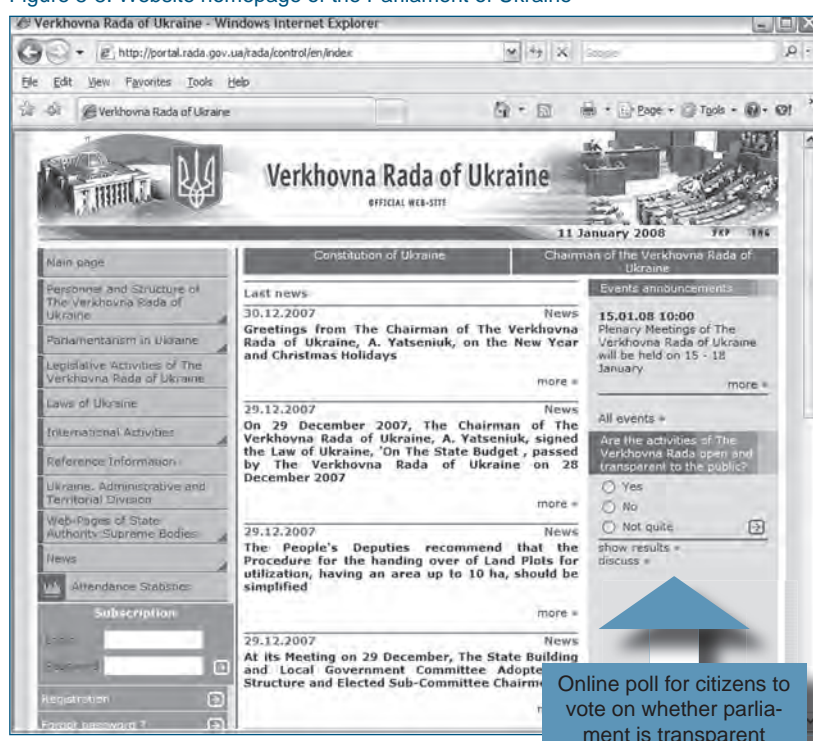 Verkhovna Rada of Ukraine - Windows Internet Explorer
http://portal.rada.gov.ua/rada/control/en/index
File Edit View Favorites Tools Help
Verkhovna Rada of Ukraine
Page Tools
Verkhovna Rada of Ukraine
OFFICIAL WEB-SITE
11 January 2008 УКР ENG
Main page
Personnel and Structure of
The Verkhovna Rada of
Ukraine
Parliamentarism in Ukraine
Legislative Activities of The
Verkhovna Rada of Ukraine
Laws of Ukraine
International Activities
Reference Information
Ukraine. Administrative and
Territorial Division
Web-Pages of State
Authority Supreme Bodies
News
Attendance Statistics
Subscription
Login
Password
Registration
Forgot password ?
Constitution of Ukraine
Chairman of the Verkhovna Rada of
Ukraine
Last news
30.12.2007 News
Greetings from The Chairman of The Verkhovna
Rada of Ukraine, A. Yatseniuk, on the New Year
and Christmas Holidays
more »
29.12.2007 News
On 29 December 2007, The Chairman of The
Verkhovna Rada of Ukraine, A. Yatseniuk, signed
the Law of Ukraine, 'On The State Budget , passed
by The Verkhovna Rada of Ukraine on 28
December 2007
more »
29.12.2007 News
The People's Deputies recommend that the
Procedure for the handing over of Land Plots for
utilization, having an area up to 10 ha, should be
simplified
more »
29.12.2007 News
At its Meeting on 29 December, The State Building
and Local Government Committee Adopte
Structure and Elected Sub-Committee Chairme
Events announcements
15.01.08 10:00
Plenary Meetings of The
Verkhovna Rada of Ukraine
will be held on 15 - 18
January
more »
All events »
Are the activities of The
Verkhovna Rada open and
transparent to the public?
Yes
No
Not quite
show results »
discuss »
Online poll for citizens to
vote on whether parlia-
ment is transparent